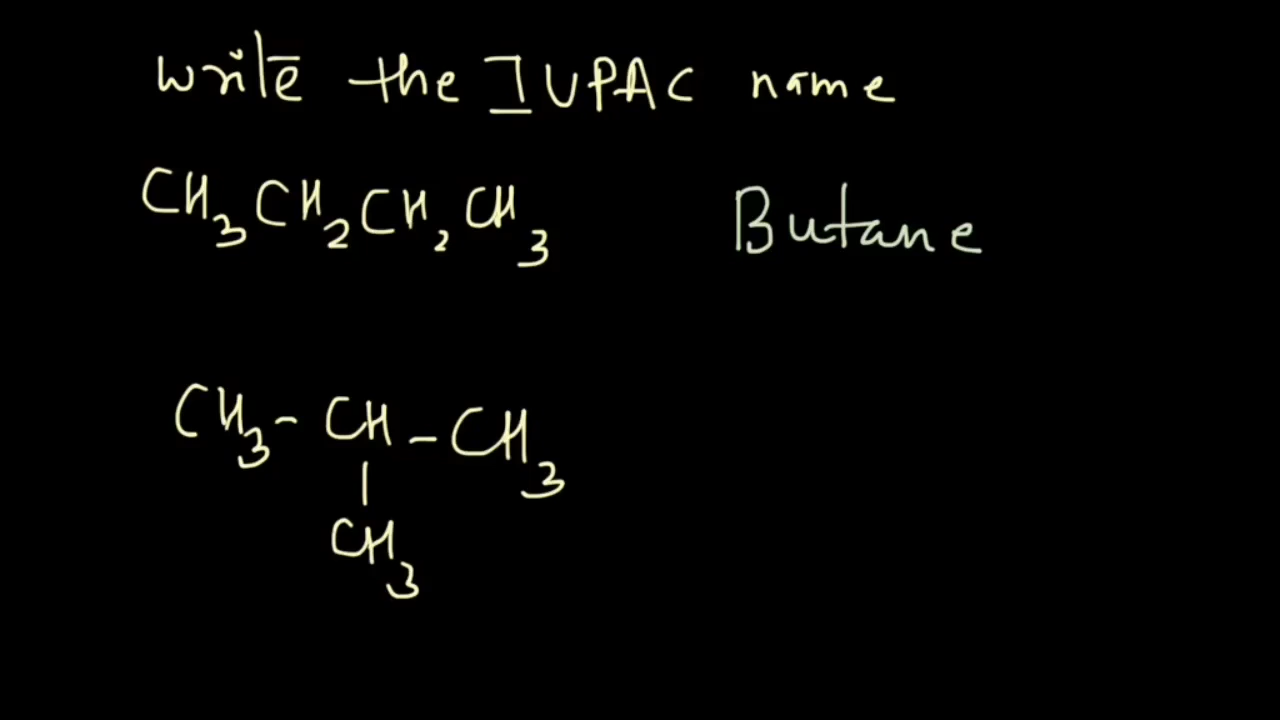 Write the IUPAC name
CH3CH2CH2CH3 Butane
CH3-CH-CH3
|
CH3